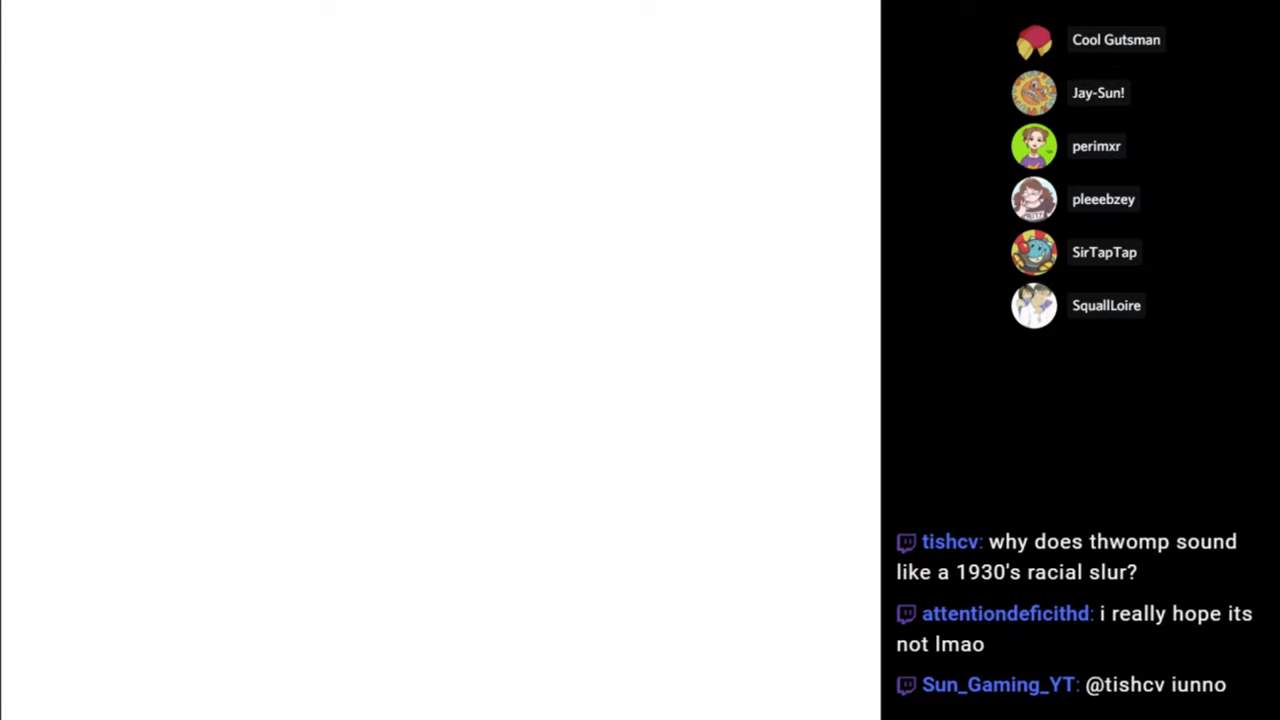 Cool Gutsman
Jay-Sun!
perimxr
pleeebzey
SirTapTap
SquallLoire
tishcv: why does thwomp sound
like a 1930's racial slur?
attentiondeficithd: i really hope its
not lmao
Sun_Gaming_YT: @tishcv iunno